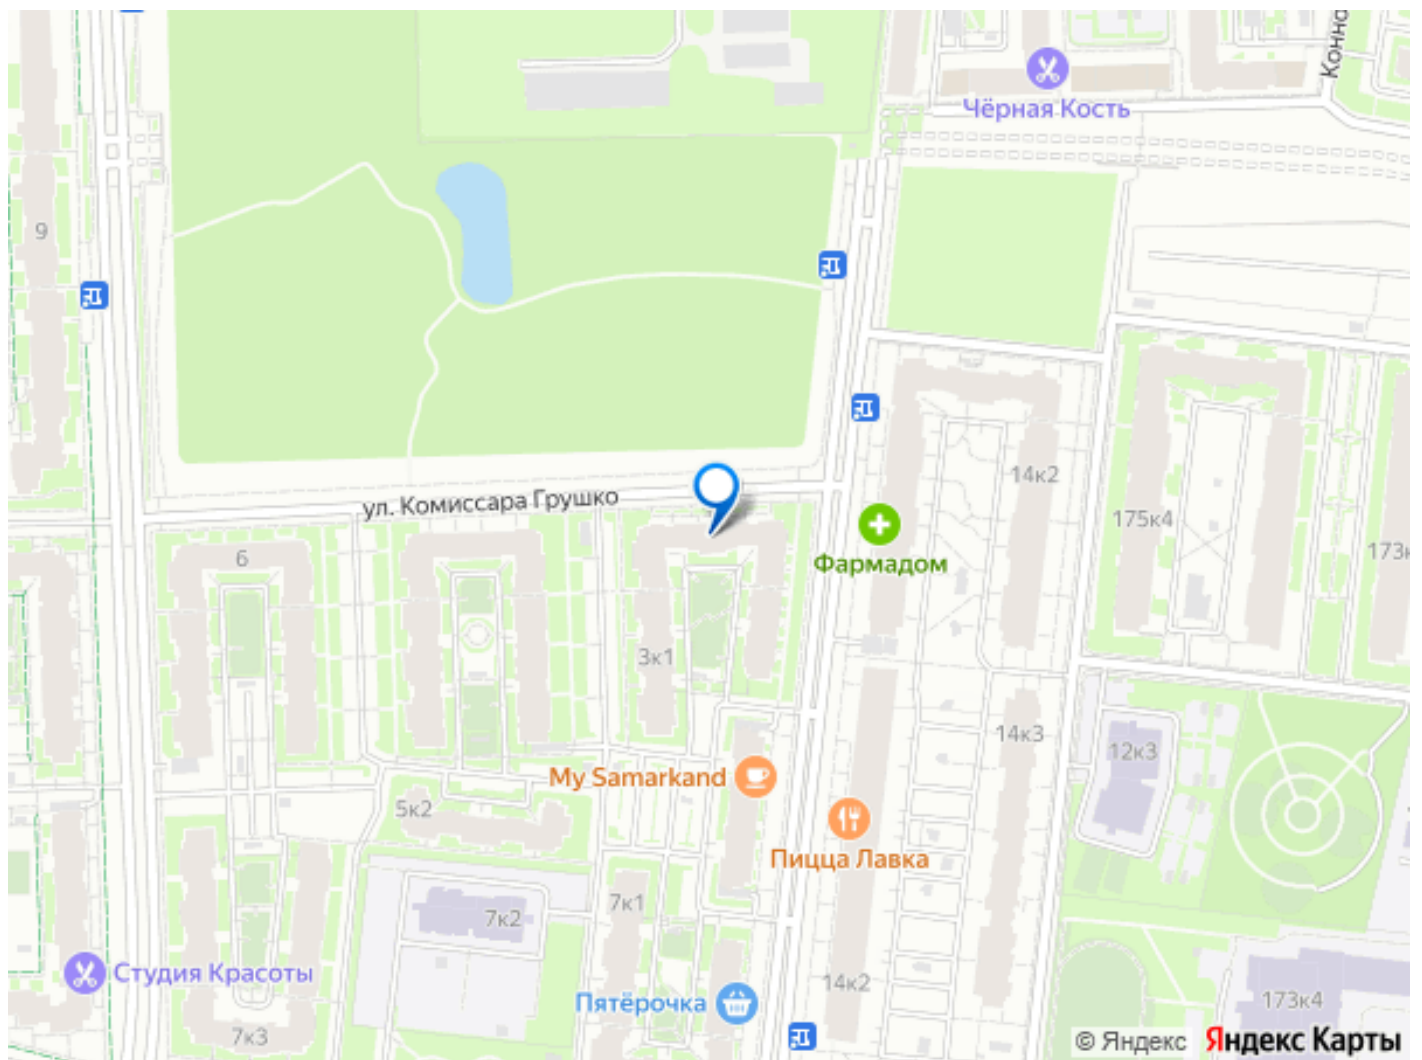 Конно
Чёрная Кость
9
ул. Комиссара Грушко
14к2
175к4
173к
Фармадом
6
3к1
14к3
12к3
My Samarkand
5к2
Пицца Лавка
7к1
7к2
Студия Красоты
14к2
Пятёрочка
173к4
7к3
© Яндекс Яндекс Карты